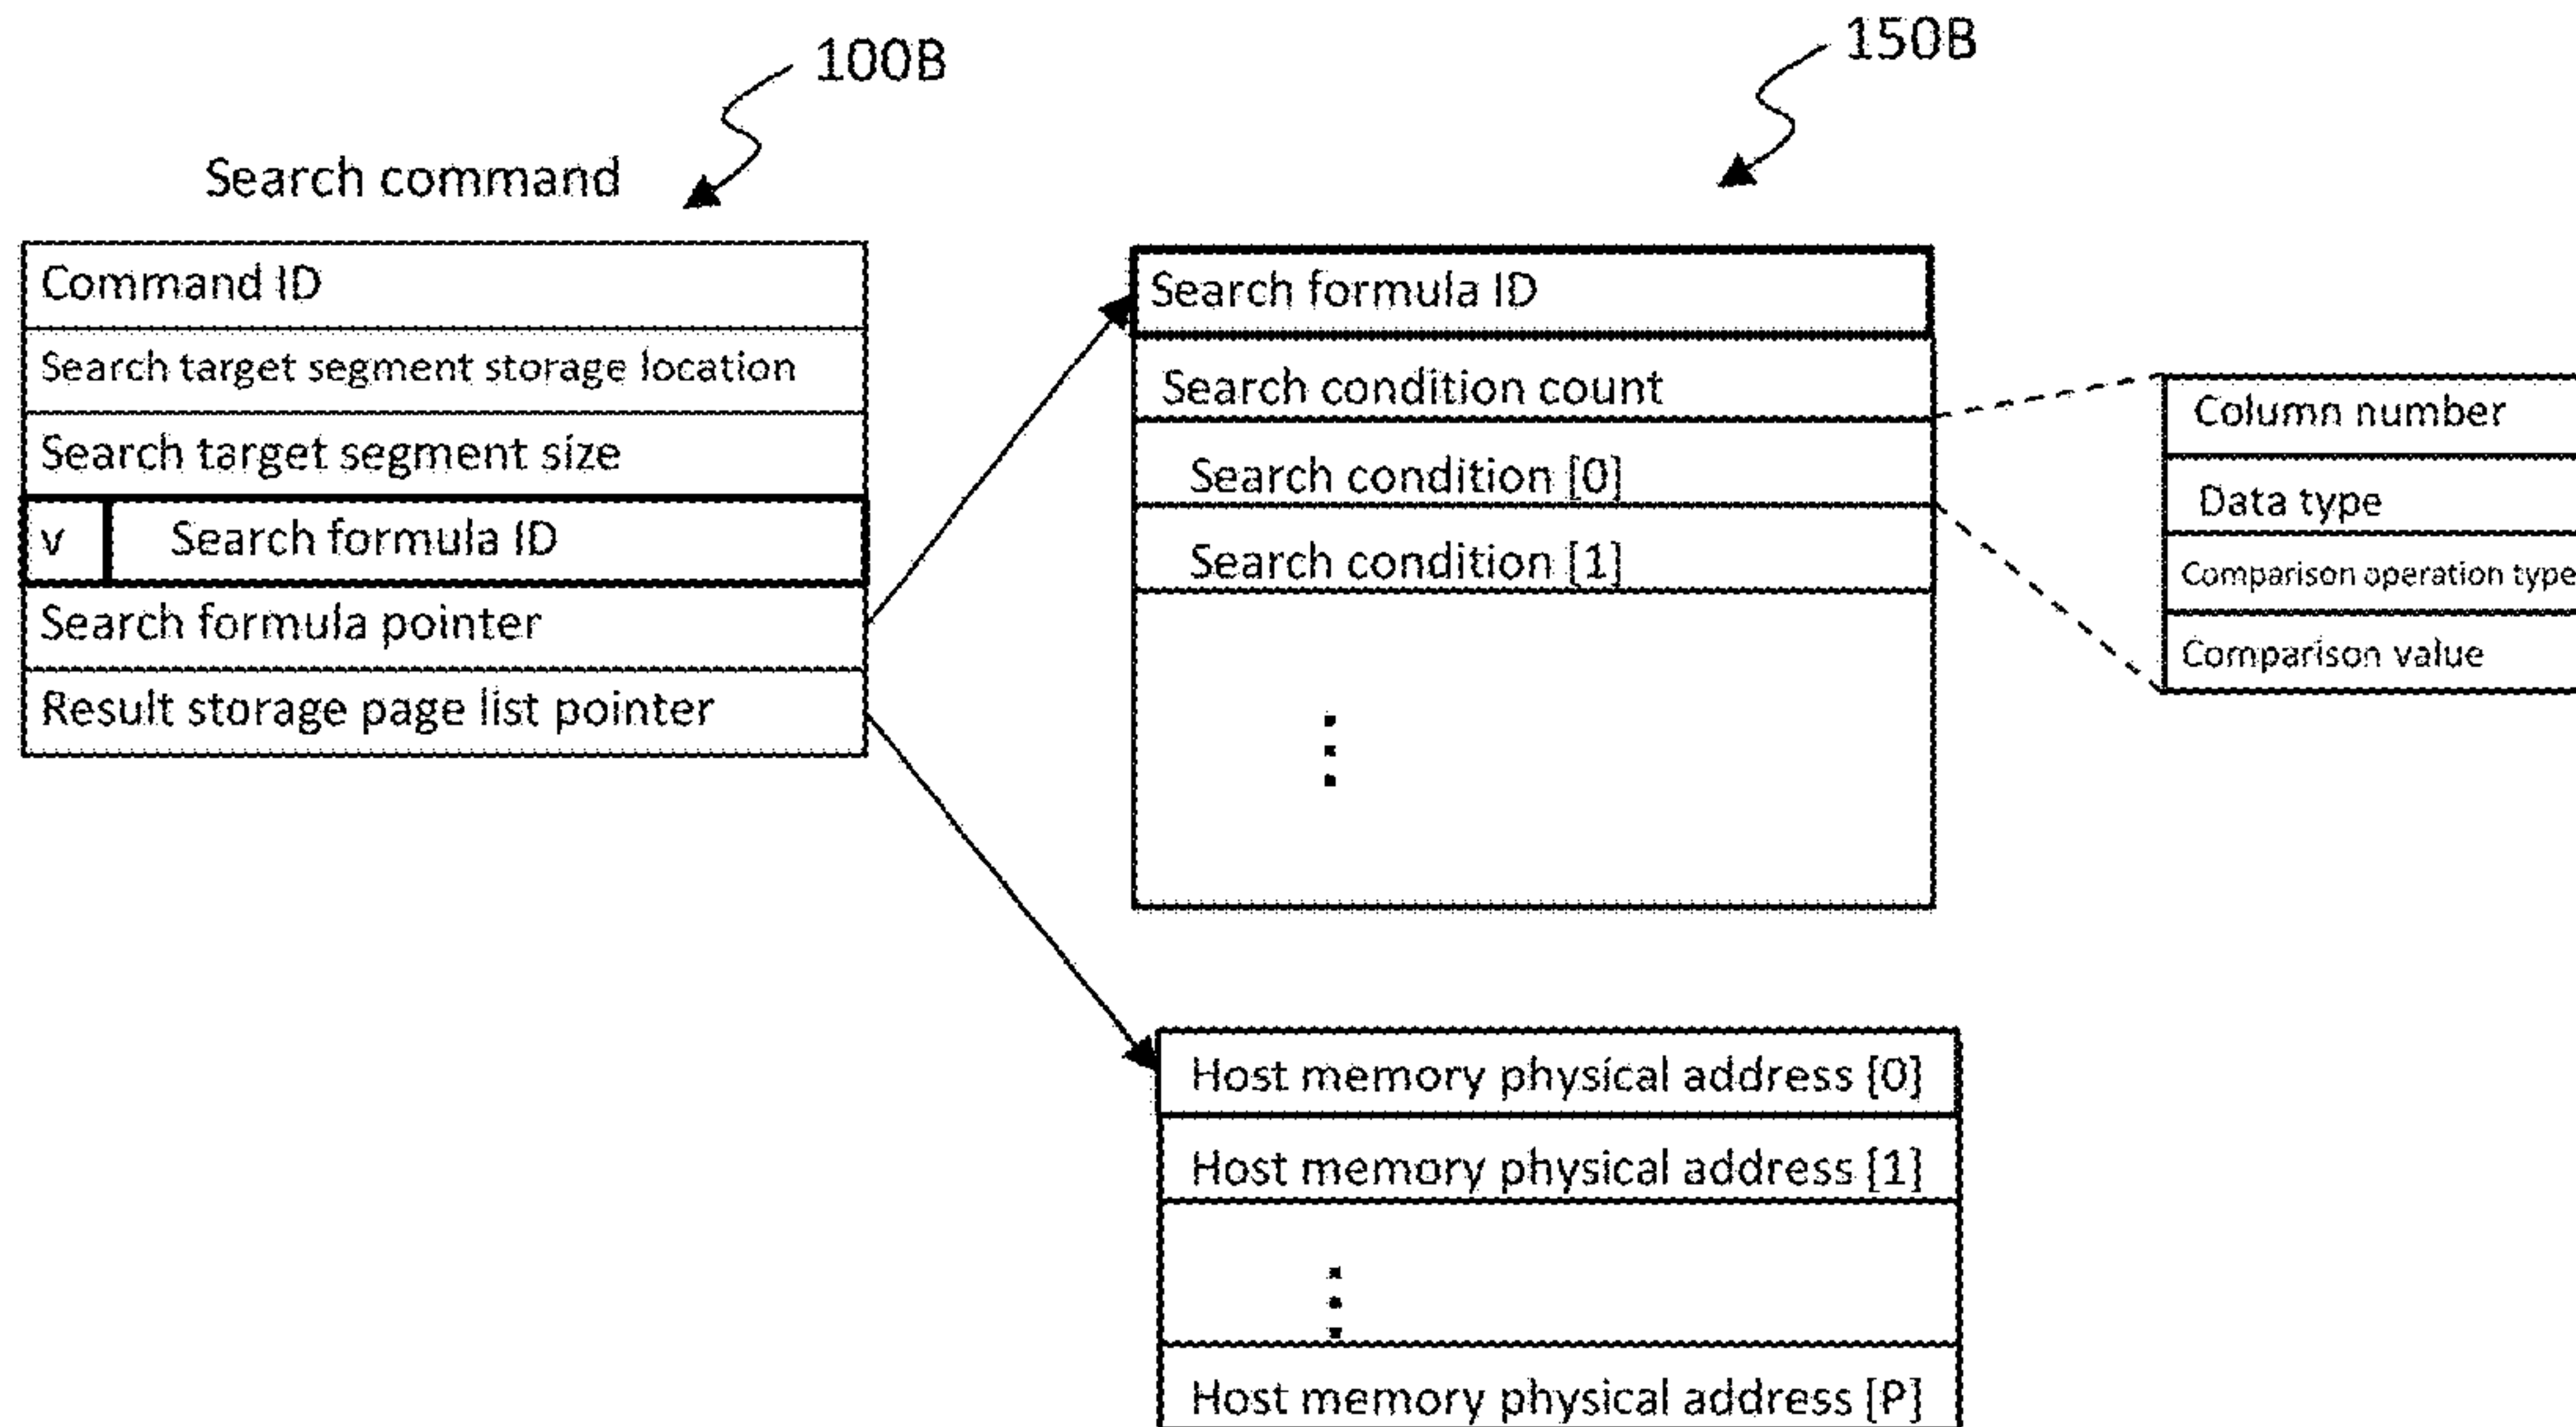 100B
150B
Search command
Command ID
Search target segment storage location
Search target segment size
v Search formula ID
Search formula pointer
Result storage page list pointer
Search formula ID
Search condition count
Search condition [0]
Search condition [1]
Column number
Data type
Comparison operation type
Comparison value
Host memory physical address [0]
Host memory physical address [1]
Host memory physical address [P]